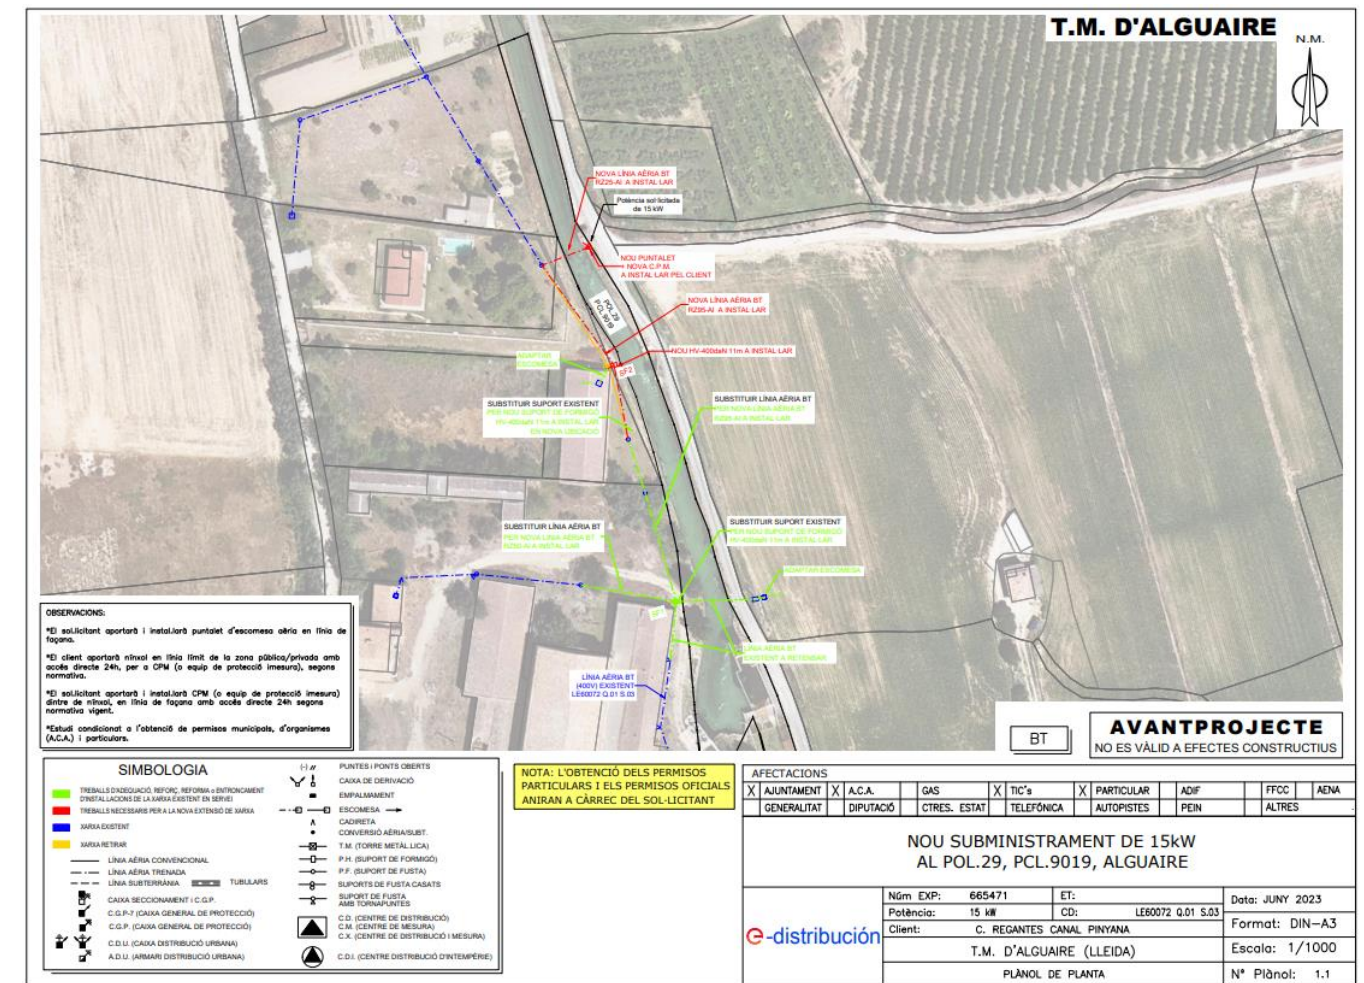 T.M. D'ALGUAIRE
N.M.
NOVA LÍNIA AÈRIA BT
RZ25-Al A INSTAL·LAR
Potència sol·licitada
de 15 kW
NOU PUNTALET
NOVA C.P.M.
A INSTAL·LAR PEL CLIENT
POL.29
PCL.9019
NOVA LÍNIA AÈRIA BT
RZ95-Al A INSTAL·LAR
NOU HV-400daN 11m A INSTAL·LAR
SF2
ADAPTAR
ESCOMESA
SUBSTITUIR SUPORT EXISTENT
PER NOU SUPORT DE FORMIGÓ
HV-400daN 11m A INSTAL·LAR
EN NOVA UBICACIÓ
SUBSTITUIR LÍNIA AÈRIA BT
PER NOVA LÍNIA AÈRIA BT
RZ95-Al A INSTAL·LAR
SUBSTITUIR LÍNIA AÈRIA BT
PER NOVA LÍNIA AÈRIA BT
A INSTAL·LAR
SUBSTITUIR SUPORT EXISTENT
PER NOU SUPORT DE FORMIGÓ
HV-400daN 11m A INSTAL·LAR
ADAPTAR ESCOMESA
SF1
LÍNIA AÈRIA BT
EXISTENT A RETENSAR
LÍNIA AÈRIA BT
(400V) EXISTENT
LE60072 Q.01 S.03
OBSERVACIONS:
*El sol.licitant aportarà i instal.larà puntalet d'escomesa aèria en línia de
façana.
*El client aportarà nínxol en línia límit de la zona pública/privada amb
accés directe 24h, per a CPM (o equip de protecció imesura), segons
normativa.
*El sol.licitant aportarà i instal.larà CPM (o equip de protecció imesura)
dintre de nínxol, en línia de façana amb accés directe 24h segons
normativa vigent.
*Estudi condicionat a l'obtenció de permisos municipals, d'organismes
(A.C.A.) i particulars.
BT
AVANTPROJECTE
NO ES VÀLID A EFECTES CONSTRUCTIUS
SIMBOLOGIA
TREBALLS D'ADEQUACIÓ, REFORÇ, REFORMA o ENTRONCAMENT
D'INSTAL·LACIONS DE LA XARXA EXISTENT EN SERVEI
TREBALLS NECESSARIS PER A LA NOVA EXTENSIÓ DE XARXA
XARXA EXISTENT
XARXA RETIRAR
LÍNIA AÈRIA CONVENCIONAL
LÍNIA AÈRIA TRENADA
LÍNIA SUBTERRÀNIA
TUBULARS
CAIXA SECCIONAMENT i C.G.P.
C.G.P-7 (CAIXA GENERAL DE PROTECCIÓ)
C.G.P. (CAIXA GENERAL DE PROTECCIÓ)
C.D.U. (CAIXA DISTRIBUCIÓ URBANA)
A.D.U. (ARMARI DISTRIBUCIÓ URBANA)
PUNTES i PONTS OBERTS
CAIXA DE DERIVACIÓ
EMPALMAMENT
ESCOMESA
CADIRETA
CONVERSIÓ AÈRIA/SUBT.
T.M. (TORRE METÀL.LICA)
P.H. (SUPORT DE FORMIGÓ)
P.F. (SUPORT DE FUSTA)
SUPORTS DE FUSTA CASATS
SUPORT DE FUSTA
AMB TORNAPUNTES
C.D. (CENTRE DE DISTRIBUCIÓ)
C.M. (CENTRE DE MESURA)
C.X. (CENTRE DE DISTRIBUCIÓ I MESURA)
C.D.I. (CENTRE DISTRIBUCIÓ D'INTEMPÈRIE)
NOTA: L'OBTENCIÓ DELS PERMISOS
PARTICULARS I ELS PERMISOS OFICIALS
ANIRAN A CÀRREC DEL SOL·LICITANT
AFECTACIONS
X AJUNTAMENT X A.C.A. GAS X TIC's X PARTICULAR ADIF FFCC AENA
GENERALITAT DIPUTACIÓ CTRES. ESTAT TELEFÓNICA AUTOPISTES PEIN ALTRES
NOU SUBMINISTRAMENT DE 15kW
AL POL.29, PCL.9019, ALGUAIRE
e-distribución
Núm EXP: 665471 ET:
Potència: 15 kW CD: LE60072 Q.01 S.03
Client: C. REGANTES CANAL PINYANA
T.M. D'ALGUAIRE (LLEIDA)
PLÀNOL DE PLANTA
Data: JUNY 2023
Format: DIN-A3
Escala: 1/1000
Nº Plànol: 1.1